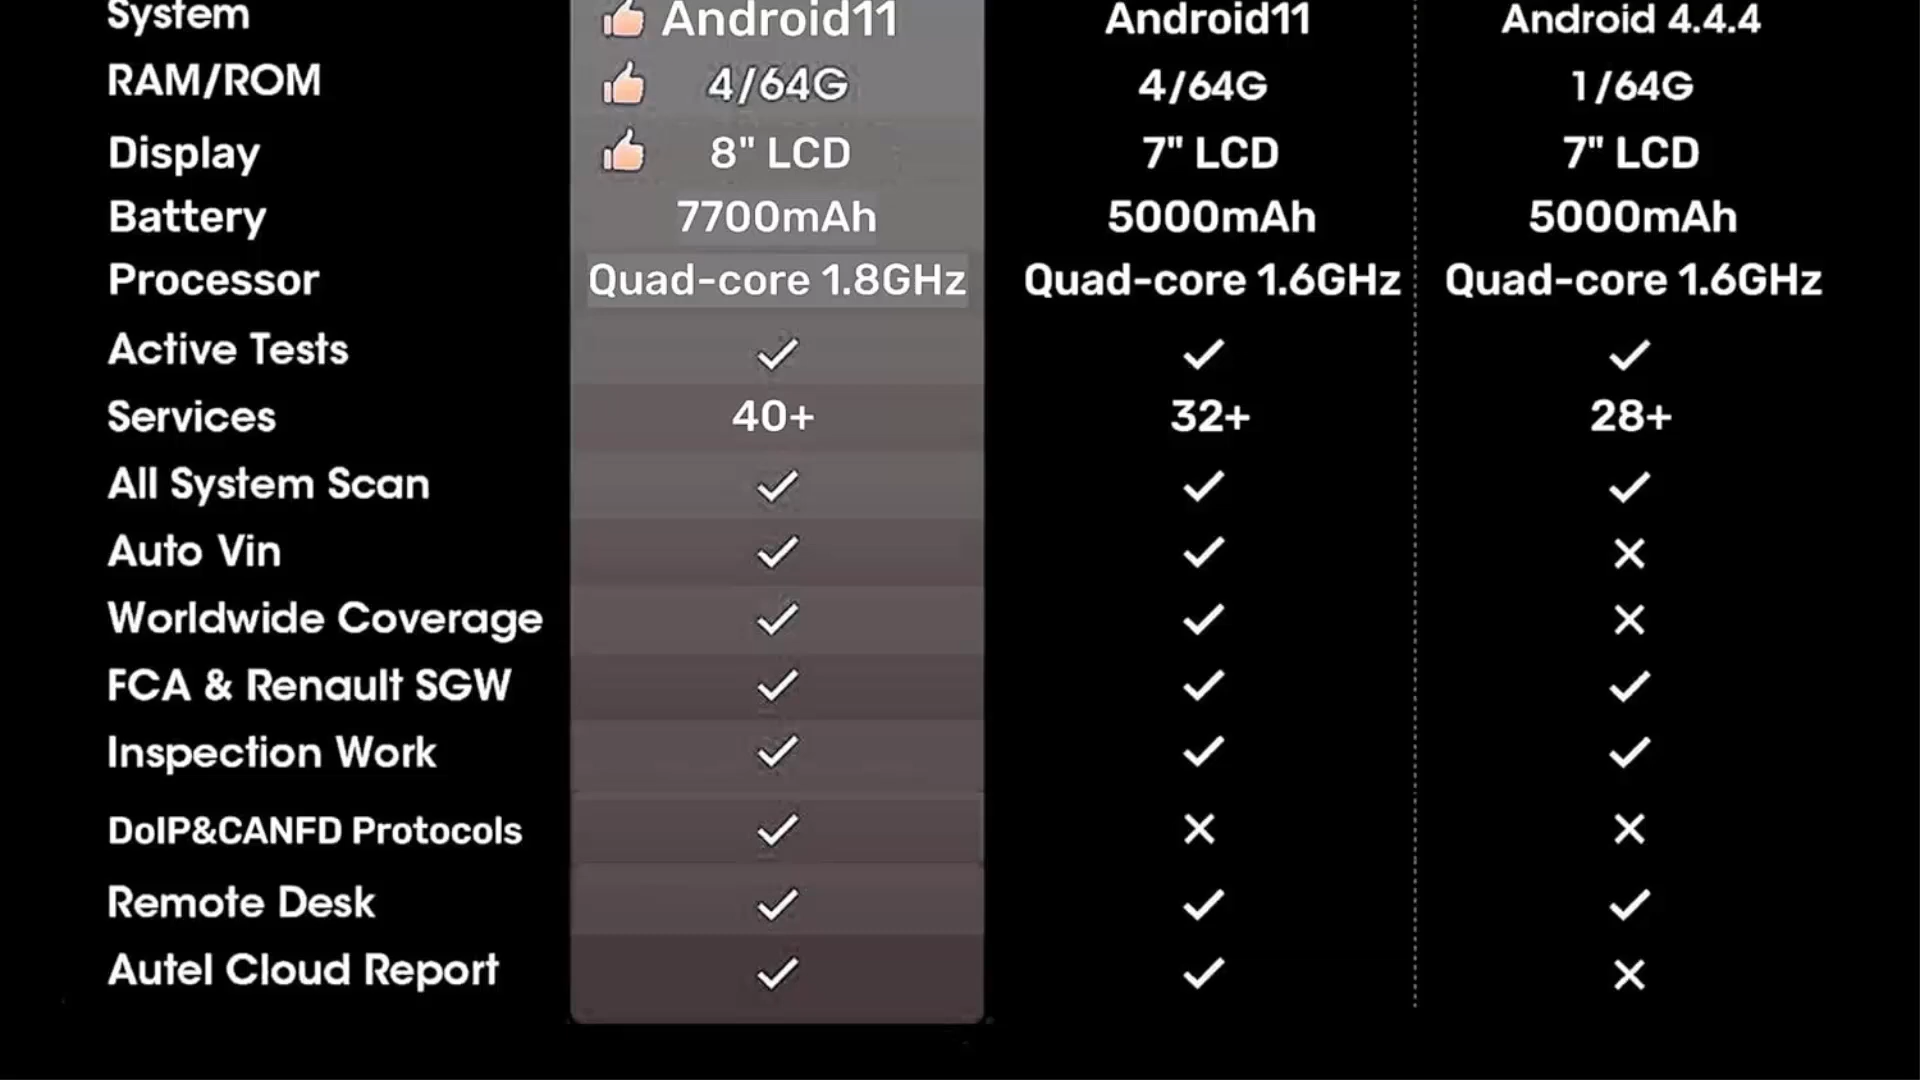 System Android11 Android11 Android 4.4.4
RAM/ROM 4/64G 4/64G 1/64G
Display 8" LCD 7" LCD 7" LCD
Battery 7700mAh 5000mAh 5000mAh
Processor Quad-core 1.8GHz Quad-core 1.6GHz Quad-core 1.6GHz
Active Tests ✓ ✓ ✓
Services 40+ 32+ 28+
All System Scan ✓ ✓ ✓
Auto Vin ✓ ✓ ✕
Worldwide Coverage ✓ ✓ ✕
FCA & Renault SGW ✓ ✓ ✓
Inspection Work ✓ ✓ ✓
DoIP&CANFD Protocols ✓ ✕ ✕
Remote Desk ✓ ✓ ✓
Autel Cloud Report ✓ ✓ ✕